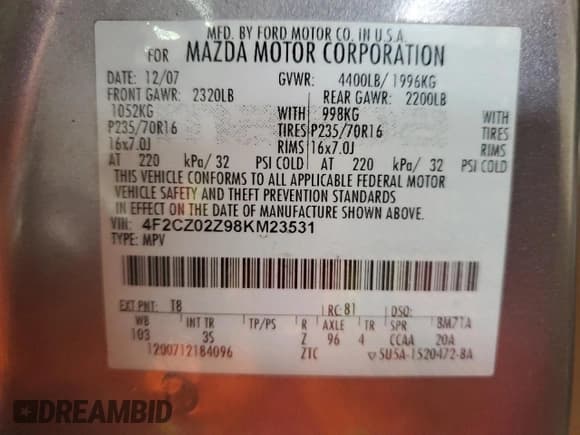 MFD. BY FORD MOTOR CO. IN U.S.A.
FOR MAZDA MOTOR CORPORATION
DATE: 12/07 GVWR: 4400LB/ 1996KG
FRONT GAWR: 2320LB REAR GAWR: 2200LB
1052KG WITH 998KG WITH
P235/70R16 TIRES P235/70R16 TIRES
16x7.0J RIMS 16x7.0J RIMS
AT 220 kPa/ 32 PSI COLD AT 220 kPa/ 32 PSI COLD
THIS VEHICLE CONFORMS TO ALL APPLICABLE FEDERAL MOTOR
VEHICLE SAFETY AND THEFT PREVENTION STANDARDS
IN EFFECT ON THE DATE OF MANUFACTURE SHOWN ABOVE.
VIN: 4F2CZ02Z98KM23531
TYPE: MPV
EXT PNT: T8 RC: 81 DSO:
WB INT TR TP/PS R AXLE TR SPR BM7TA
103 3S Z 96 4 CCAA 20A
1200712184096 ZTC ▽5U5A-1520472-BA
DREAMBID